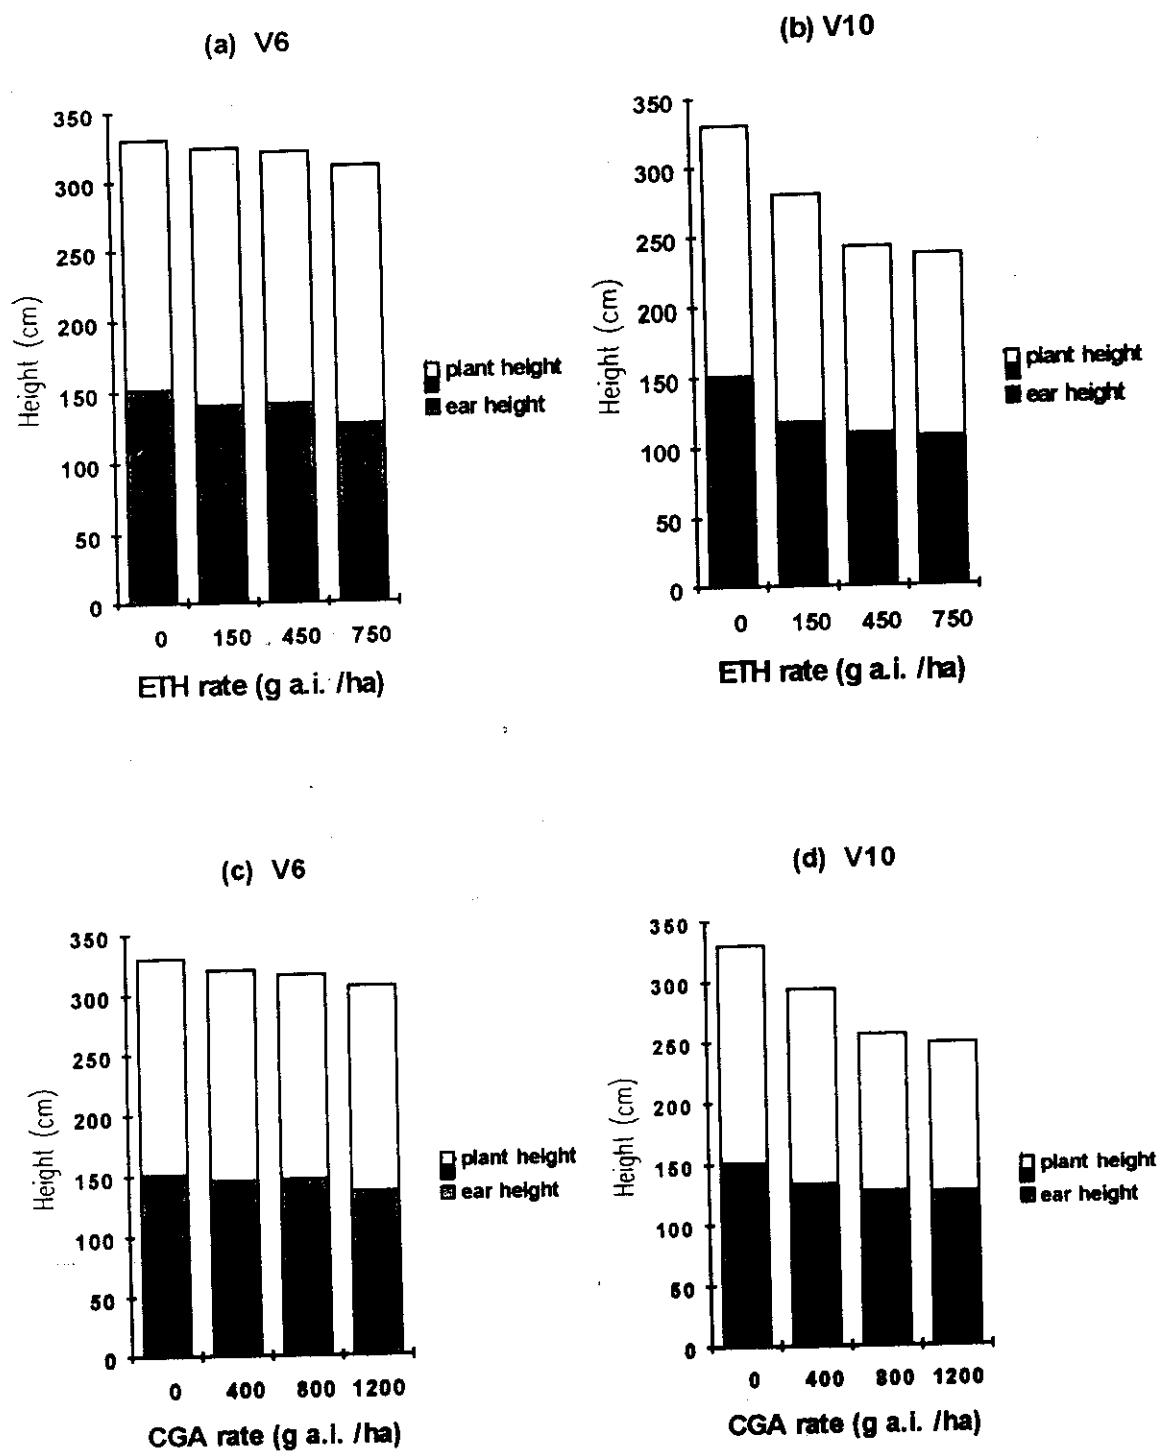 (a) V6
350
300
250
200
150
100
50
0
Height (cm)
plant height
ear height
0 150 450 750
ETH rate (g a.i. /ha)
(b) V10
350
300
250
200
150
100
50
0
Height (cm)
plant height
ear height
0 150 450 750
ETH rate (g a.i. /ha)
(c) V6
350
300
250
200
150
100
50
0
Height (cm)
plant height
ear height
0 400 800 1200
CGA rate (g a.i. /ha)
(d) V10
350
300
250
200
150
100
50
0
Height (cm)
plant height
ear height
0 400 800 1200
CGA rate (g a.i. /ha)